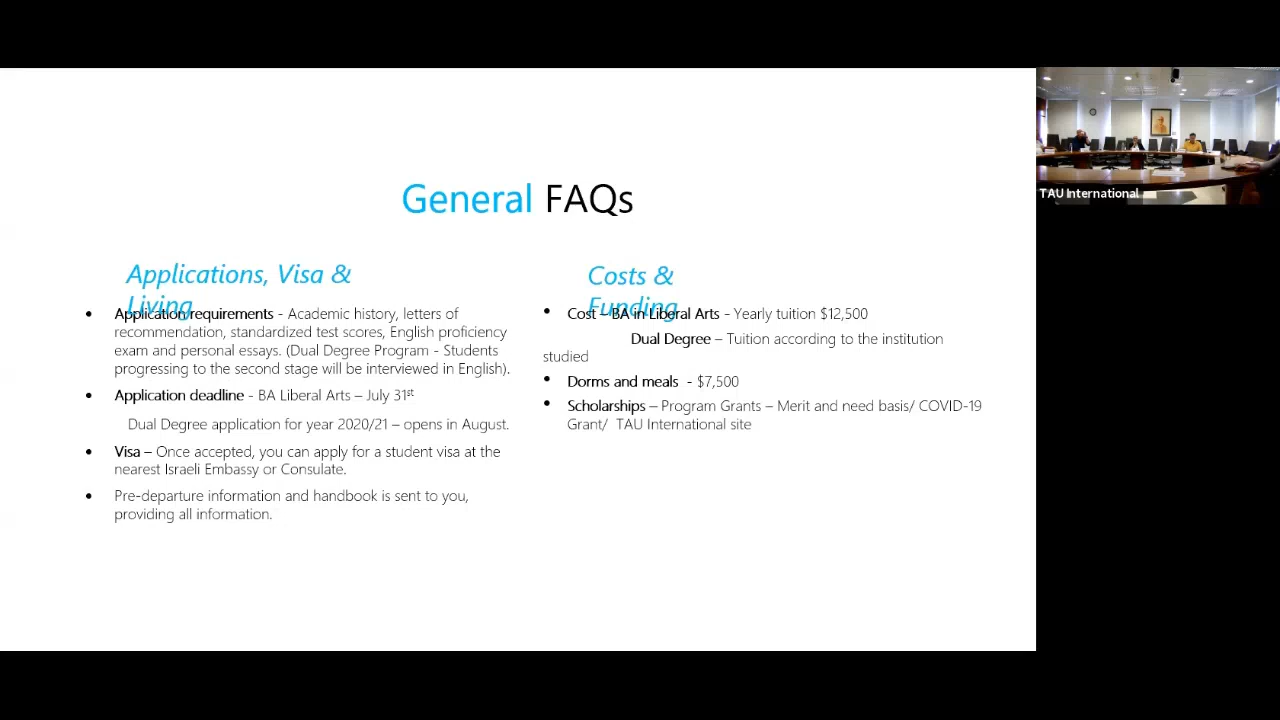 General FAQs
Applications, Visa &
Living
• Application requirements - Academic history, letters of
recommendation, standardized test scores, English proficiency
exam and personal essays. (Dual Degree Program - Students
progressing to the second stage will be interviewed in English).
• Application deadline - BA Liberal Arts – July 31st
Dual Degree application for year 2020/21 – opens in August.
• Visa – Once accepted, you can apply for a student visa at the
nearest Israeli Embassy or Consulate.
• Pre-departure information and handbook is sent to you,
providing all information.
Costs &
Funding
• Cost – BA in Liberal Arts - Yearly tuition $12,500
Dual Degree – Tuition according to the institution
studied
• Dorms and meals - $7,500
• Scholarships – Program Grants – Merit and need basis/ COVID-19
Grant/ TAU International site
TAU International